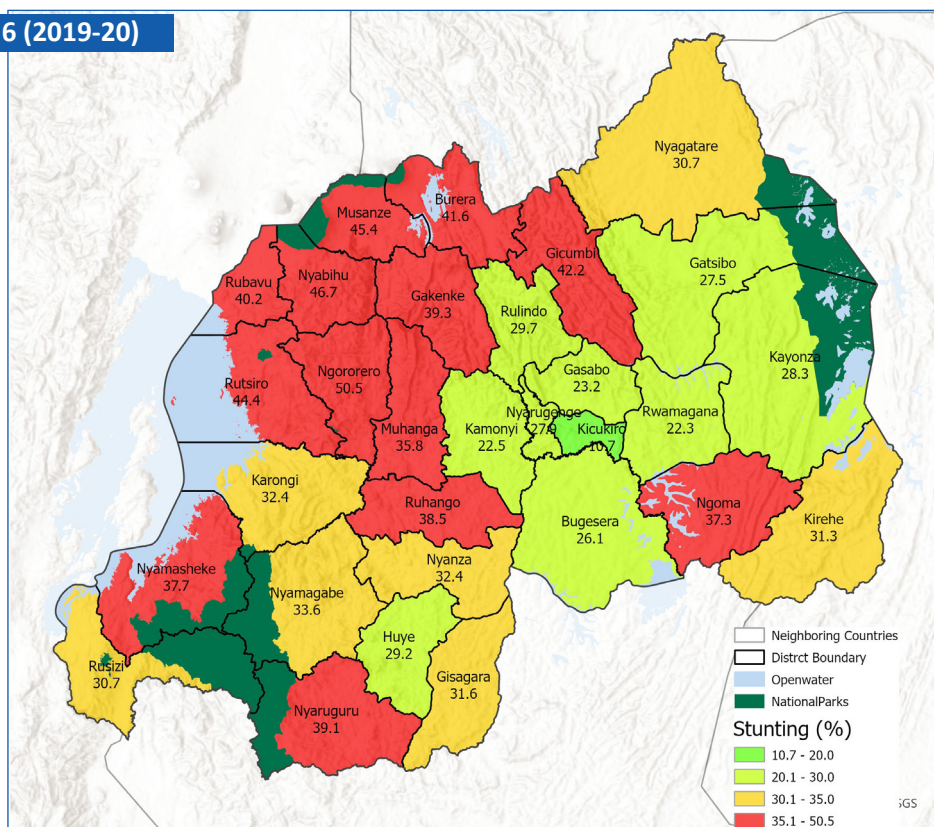 6 (2019-20)
Nyagatare
30.7
Burera
41.6
Musanze
45.4
Gicumbi
42.2
Gatsibo
27.5
Rubavu
40.2
Nyabihu
46.7
Gakenke
39.3
Rulindo
29.7
Kayonza
28.3
Gasabo
23.2
Rutsiro
44.4
Ngororero
50.5
Muhanga
35.8
Kamonyi
22.5
Nyarugenge
27.9
Kicukiro
10.7
Rwamagana
22.3
Karongi
32.4
Ruhango
38.5
Ngoma
37.3
Bugesera
26.1
Kirehe
31.3
Nyamasheke
37.7
Nyamagabe
33.6
Nyanza
32.4
Huye
29.2
Rusizi
30.7
Gisagara
31.6
Nyaruguru
39.1
Neighboring Countries
Distrct Boundary
Openwater
NationalParks
Stunting (%)
10.7 - 20.0
20.1 - 30.0
30.1 - 35.0
35.1 - 50.5